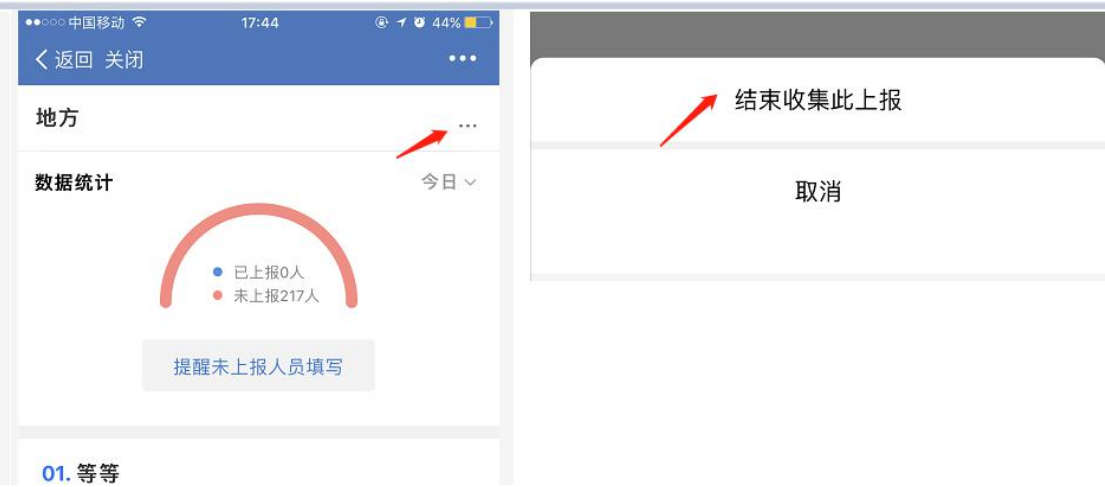 中国移动 17:44 44%
返回 关闭
地方
数据统计 今日
已上报0人
未上报217人
提醒未上报人员填写
01. 等等
结束收集此上报
取消